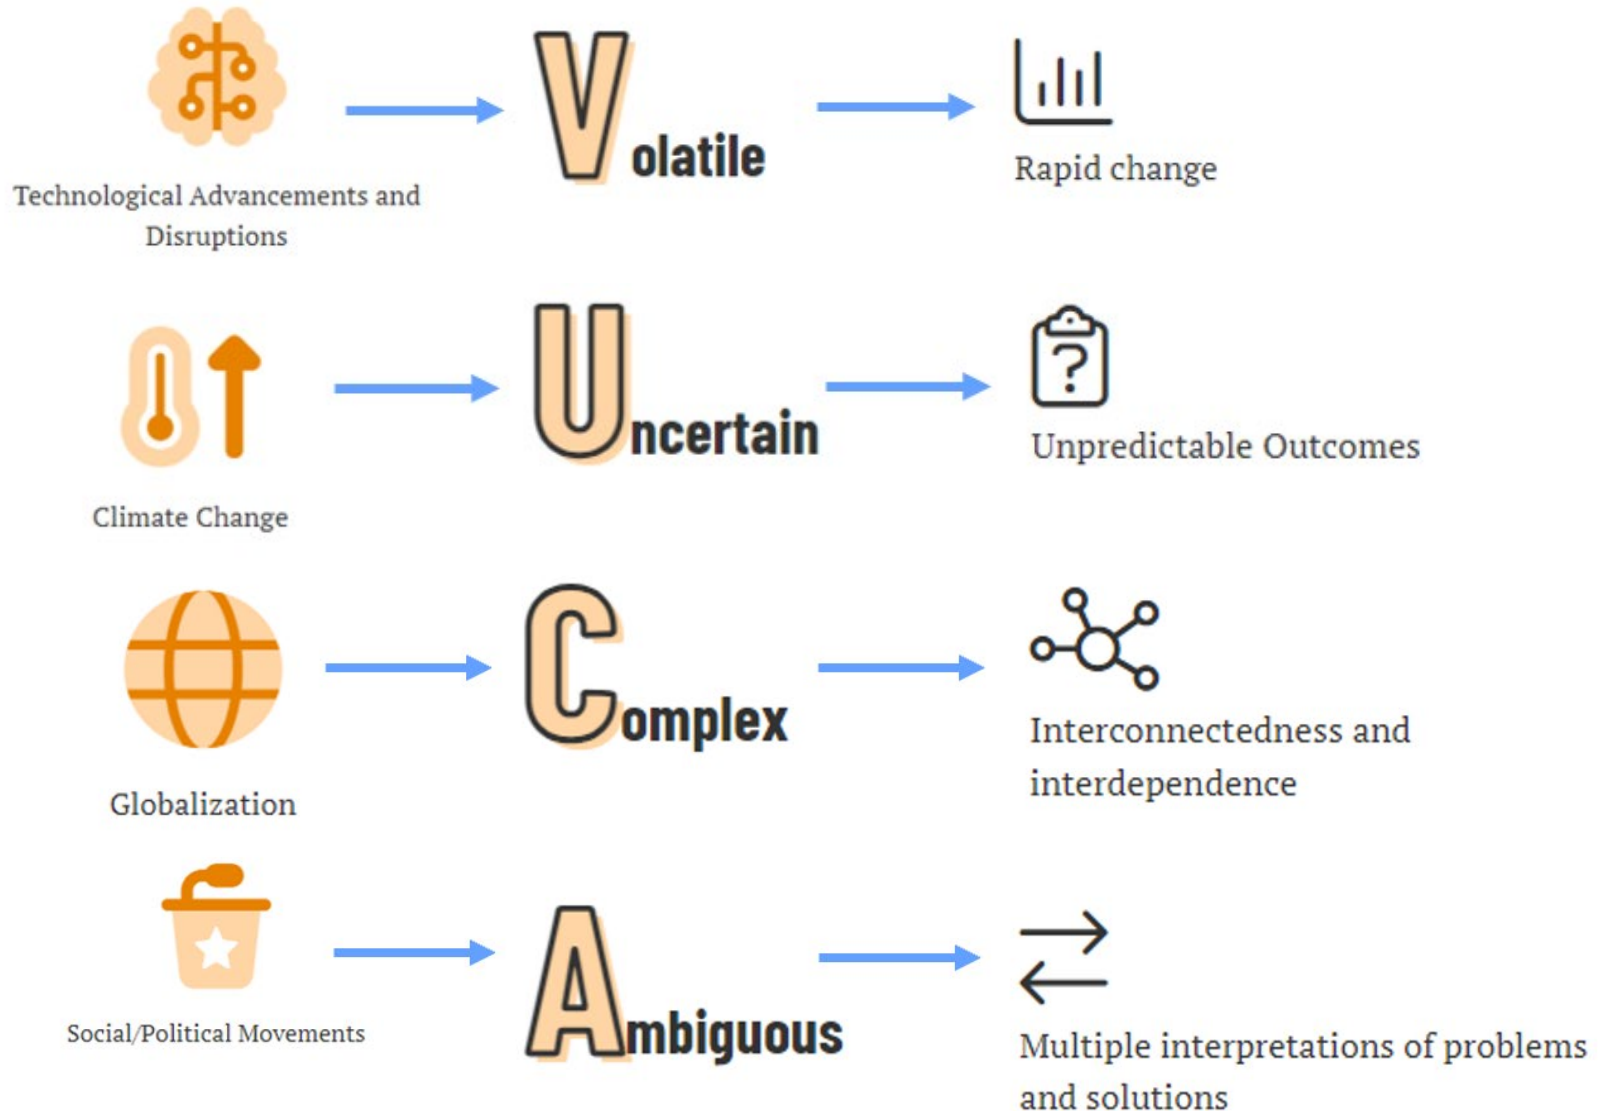 Technological Advancements and
Disruptions
Volatile
Rapid change
Climate Change
Uncertain
?
Unpredictable Outcomes
Globalization
Complex
Interconnectedness and
interdependence
Social/Political Movements
Ambiguous
Multiple interpretations of problems
and solutions